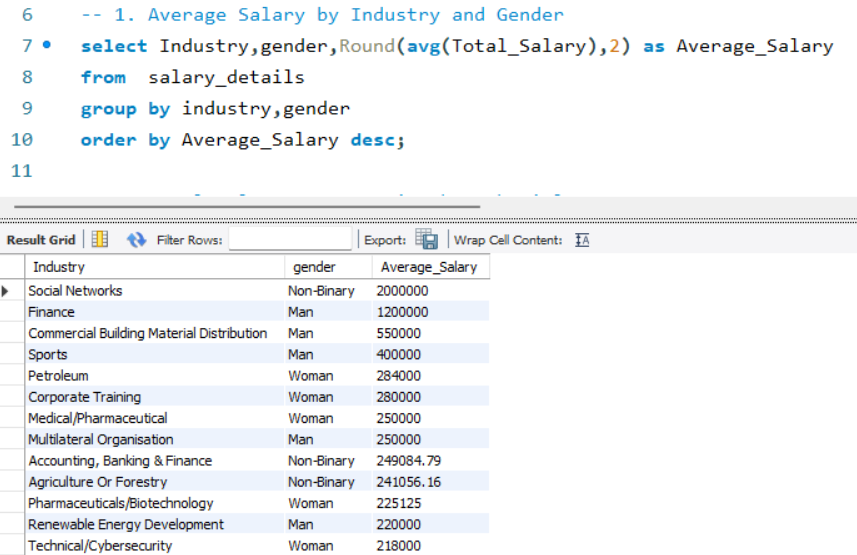 6 -- 1. Average Salary by Industry and Gender
7 select Industry,gender,Round(avg(Total_Salary),2) as Average_Salary
8 from salary_details
9 group by industry,gender
10 order by Average_Salary desc;
11
Result Grid Filter Rows: Export: Wrap Cell Content: IA
Industry gender Average_Salary
Social Networks Non-Binary 2000000
Finance Man 1200000
Commercial Building Material Distribution Man 550000
Sports Man 400000
Petroleum Woman 284000
Corporate Training Woman 280000
Medical/Pharmaceutical Woman 250000
Multilateral Organisation Man 250000
Accounting, Banking & Finance Non-Binary 249084.79
Agriculture Or Forestry Non-Binary 241056.16
Pharmaceuticals/Biotechnology Woman 225125
Renewable Energy Development Man 220000
Technical/Cybersecurity Woman 218000